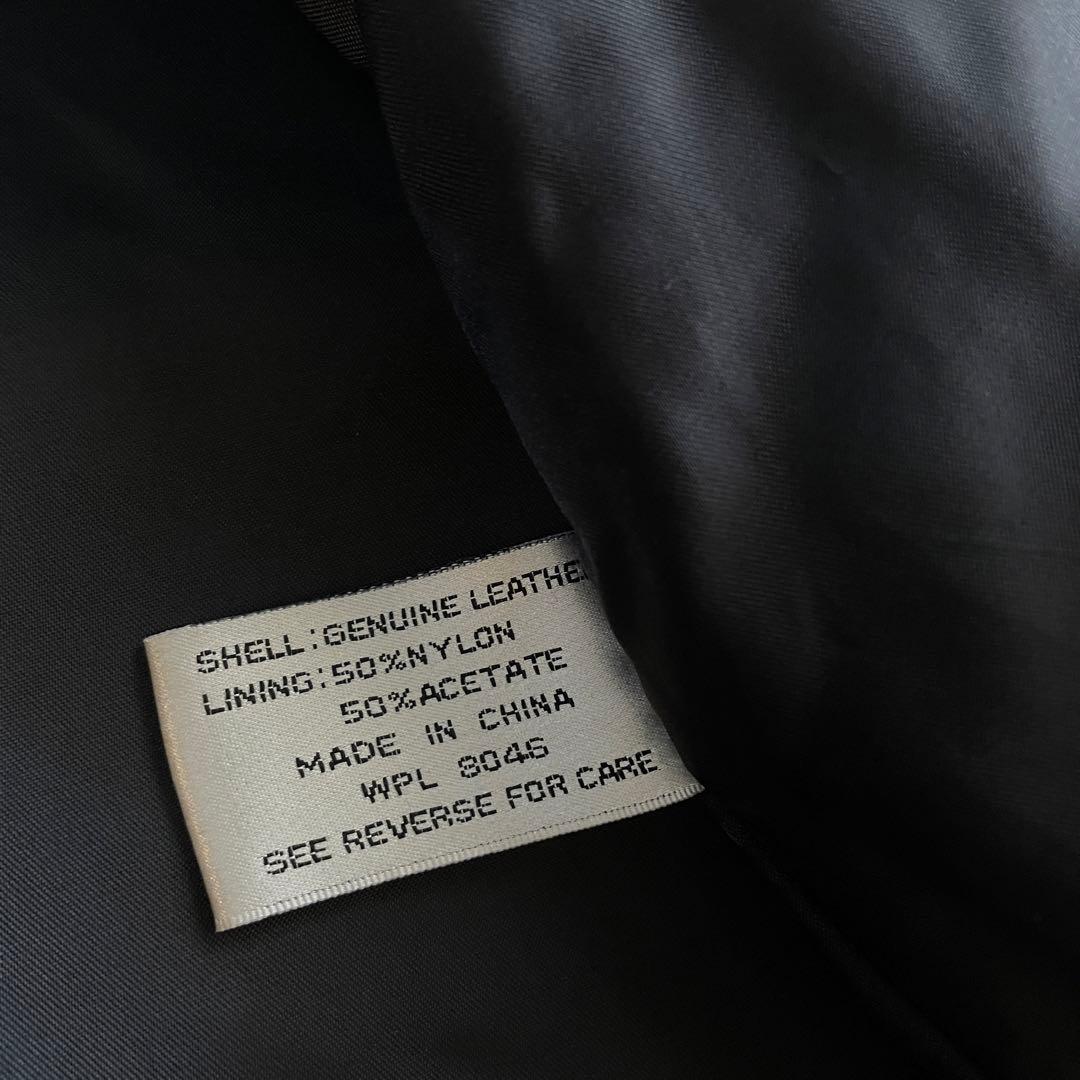 SHELL:GENUINE LEATHE
LINING:50%NYLON
50%ACETATE
MADE IN CHINA
WPL 8046
SEE REVERSE FOR CARE